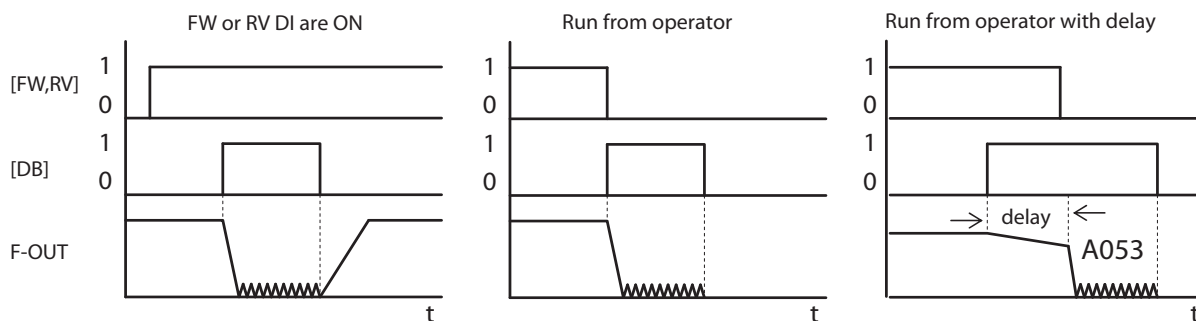 FW or RV DI are ON
Run from operator
Run from operator with delay
[FW,RV]
1
0
1
0
1
0
[DB]
1
0
1
0
1
0
F-OUT
delay
A053
t
t
t